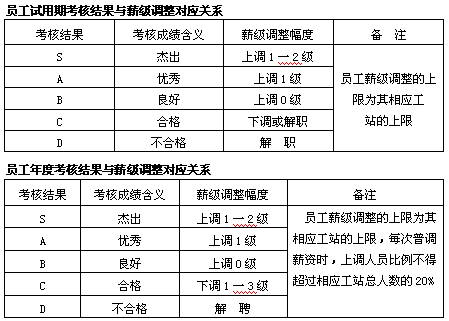 员工试用期考核结果与薪级调整对应关系
考核结果 考核成绩含义 薪级调整幅度 备 注
S 杰出 上调1一2级
A 优秀 上调1级
B 良好 上调0级
C 合格 下调或解职
D 不合格 解 职
员工薪级调整的上
限为其相应工
站的上限
员工年度考核结果与薪级调整对应关系
考核结果 考核成绩含义 薪级调整幅度 备注
S 杰出 上调1一2级
A 优秀 上调1级
B 良好 上调0级
C 合格 下调1一3级
D 不合格 解 聘
员工薪级调整的上限为其
相应工站的上限，每次普调
薪资时，上调人员比例不得
超过相应工站总人数的20%